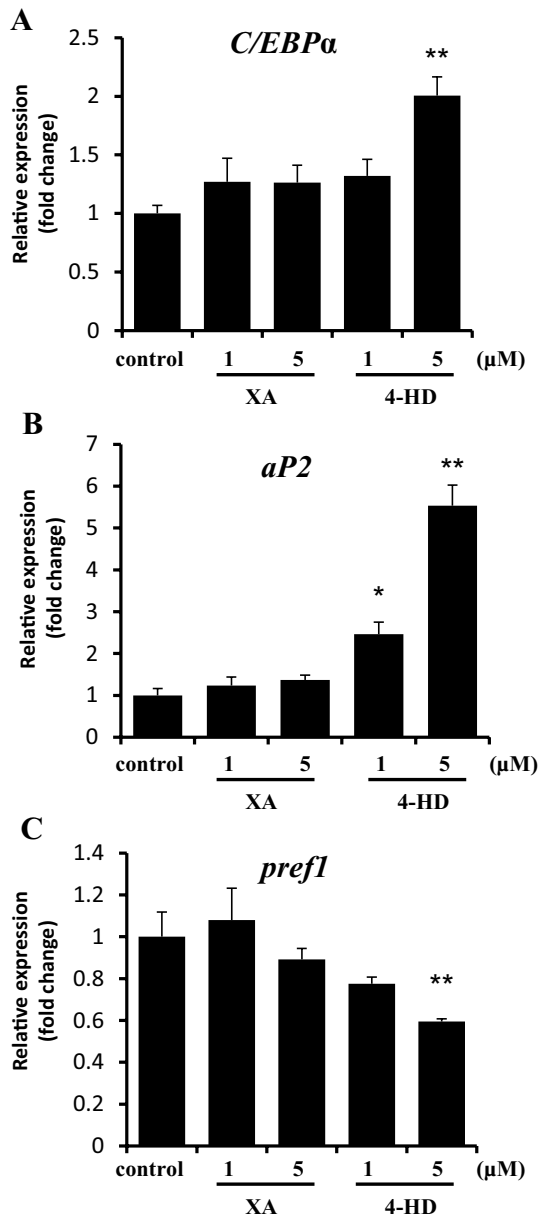 A
C/EBPα
Relative expression
(fold change)
2.5
2
1.5
1
0.5
0
**
control 1 5 1 5 (µM)
XA 4-HD
B
aP2
Relative expression
(fold change)
7
6
5
4
3
2
1
0
*
**
control 1 5 1 5 (µM)
XA 4-HD
C
pref1
Relative expression
(fold change)
1.4
1.2
1
0.8
0.6
0.4
0.2
0
**
control 1 5 1 5 (µM)
XA 4-HD